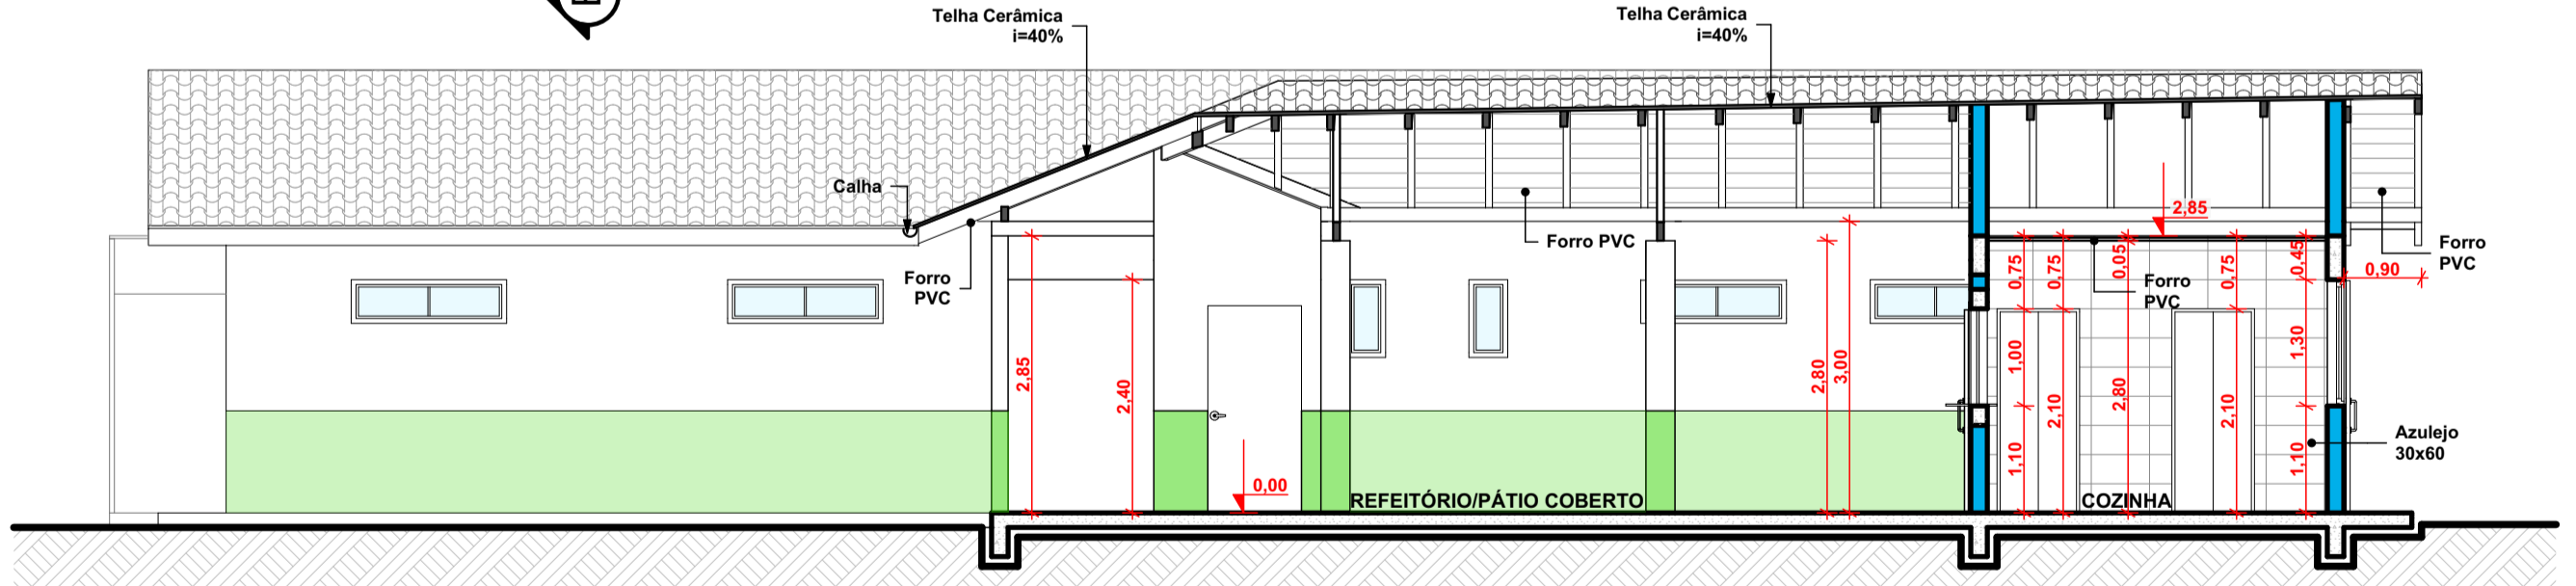 Telha Cerâmica
i=40%
Telha Cerâmica
i=40%
Calha
Forro
PVC
Forro PVC
2,85
Forro
PVC
Forro
PVC
0,90
0,75
0,75
0,05
0,75
0,45
2,85
2,40
2,80
3,00
1,00
2,10
2,80
2,10
1,30
1,10
1,10
Azulejo
30x60
0,00
REFEITÓRIO/PÁTIO COBERTO
COZINHA